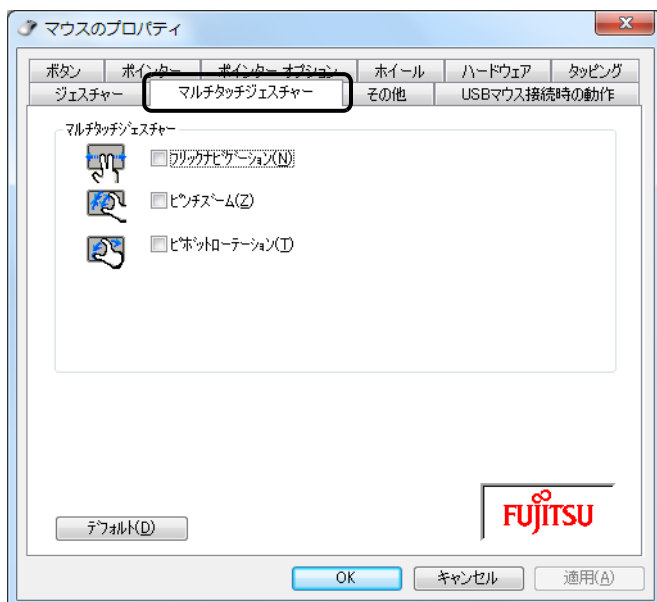 マウスのプロパティ
ボタン ポインター ポインター オプション ホイール ハードウェア タッピング
ジェスチャー マルチタッチジェスチャー その他 USBマウス接続時の動作
ﾏﾙﾁﾀｯﾁｼﾞｪｽﾁｬｰ
ﾌﾘｯｸﾅﾋﾞｹﾞｰｼｮﾝ(N)
ﾋﾟﾝﾁｽﾞｰﾑ(Z)
ﾋﾟﾎﾞｯﾄﾛｰﾃｰｼｮﾝ(T)
FUJITSU
ﾃﾞﾌｫﾙﾄ(D)
OK キャンセル 適用(A)